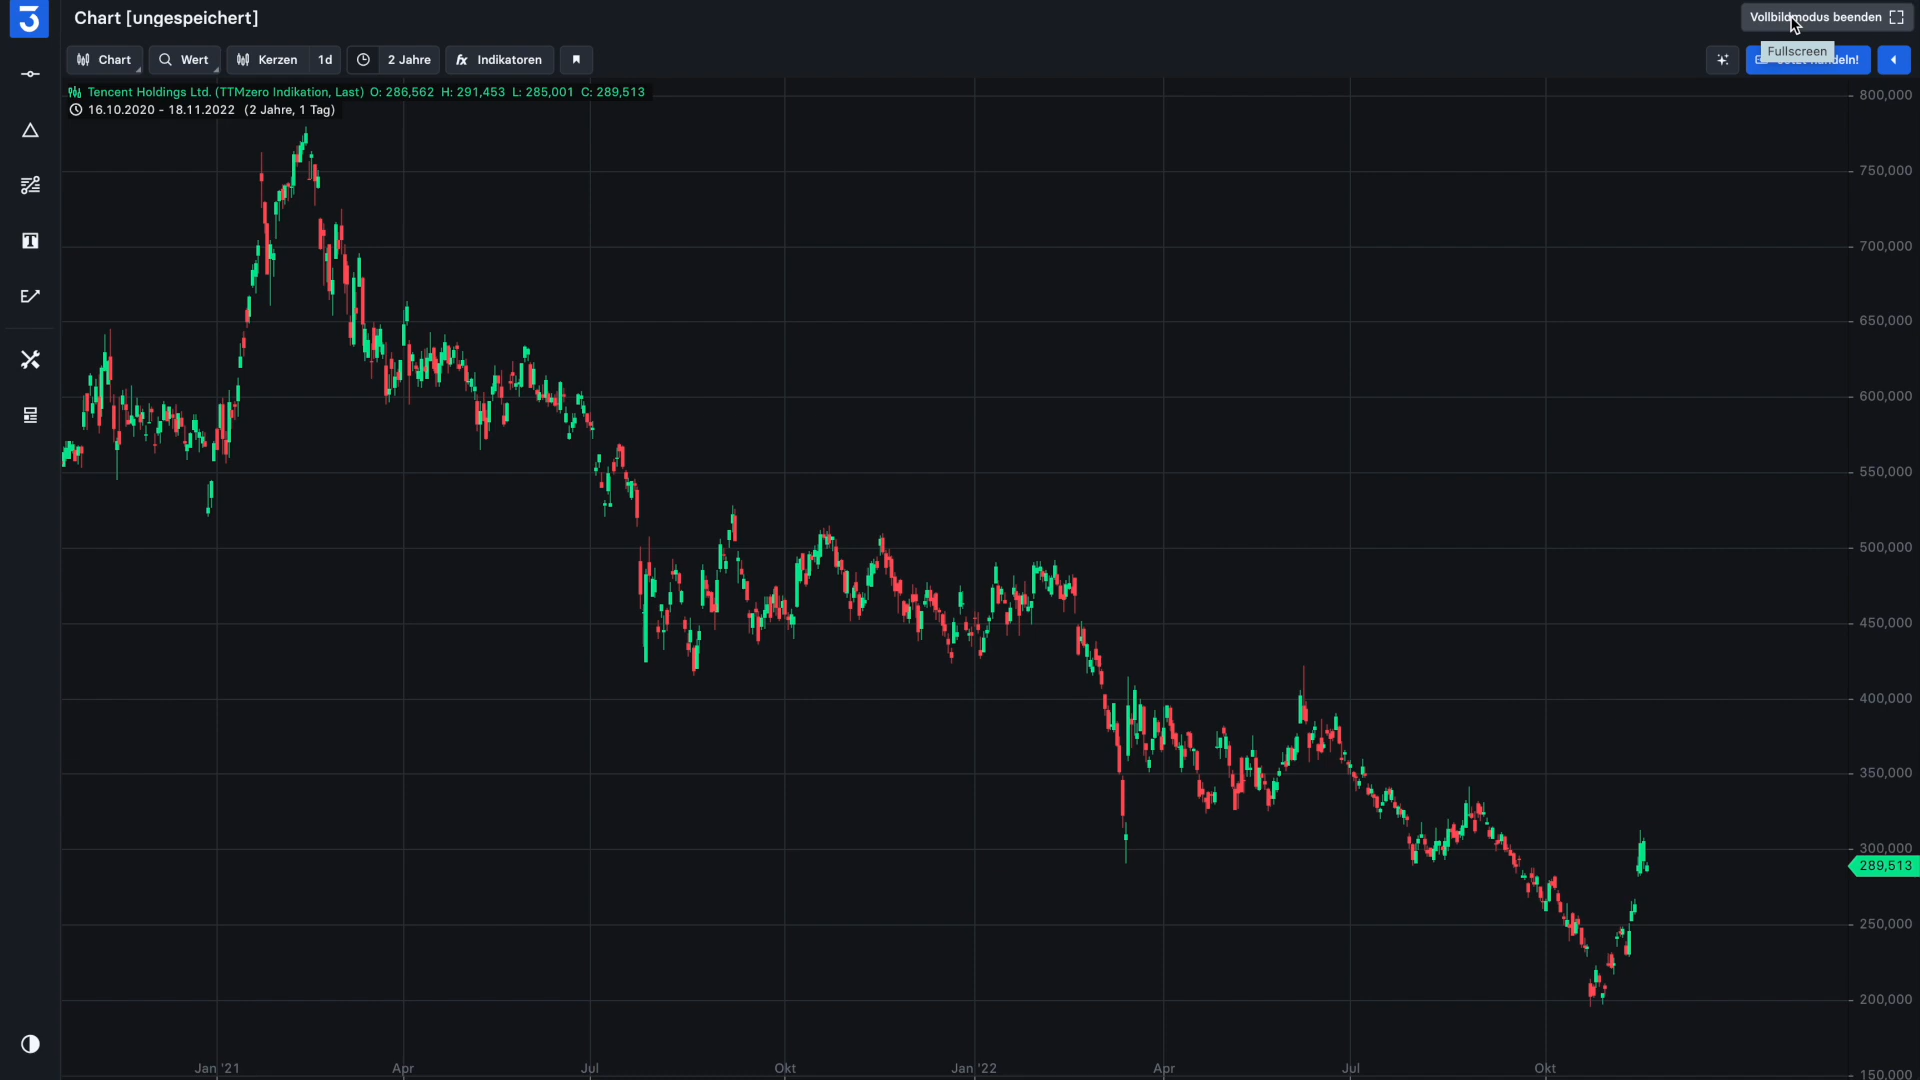 Chart [ungespeichert]
Vollbildmodus beenden
Chart
Wert
Kerzen
1d
2 Jahre
fx Indikatoren
Fullscreen
Jetzt handeln!
Tencent Holdings Ltd. (TTMzero Indikation, Last) O: 286,562 H: 291,453 L: 285,001 C: 289,513
16.10.2020 - 18.11.2022 (2 Jahre, 1 Tag)
800,000
750,000
700,000
650,000
600,000
550,000
500,000
450,000
400,000
350,000
300,000
289,513
250,000
200,000
150,000
Jan '21
Apr
Jul
Okt
Jan '22
Apr
Jul
Okt